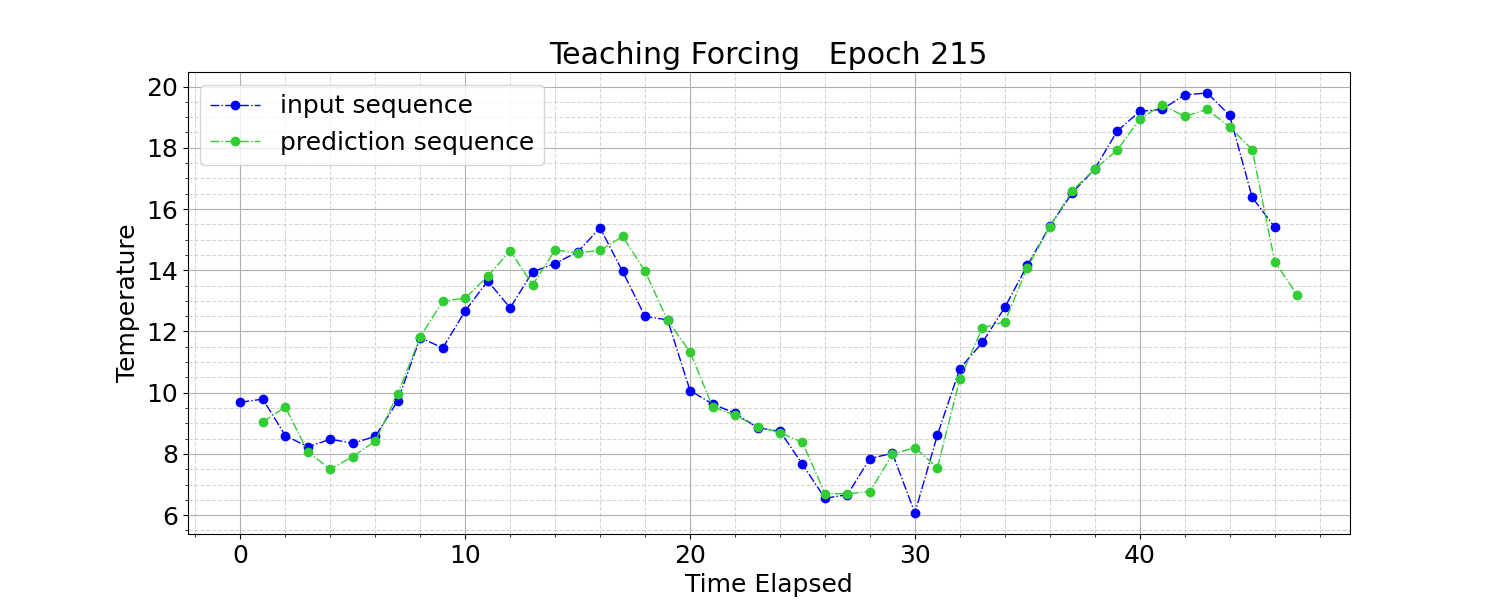 Teaching Forcing   Epoch 215
input sequence
prediction sequence
Temperature
20
18
16
14
12
10
8
6
0 10 20 30 40
Time Elapsed